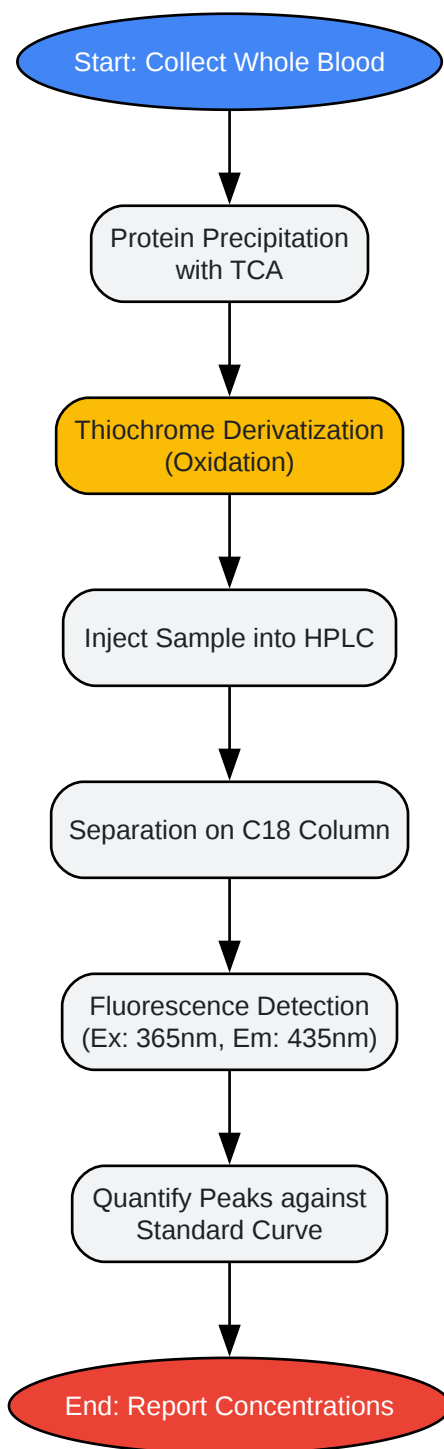 Start: Collect Whole Blood
Protein Precipitation
with TCA
Thiochrome Derivatization
(Oxidation)
Inject Sample into HPLC
Separation on C18 Column
Fluorescence Detection
(Ex: 365nm, Em: 435nm)
Quantify Peaks against
Standard Curve
End: Report Concentrations